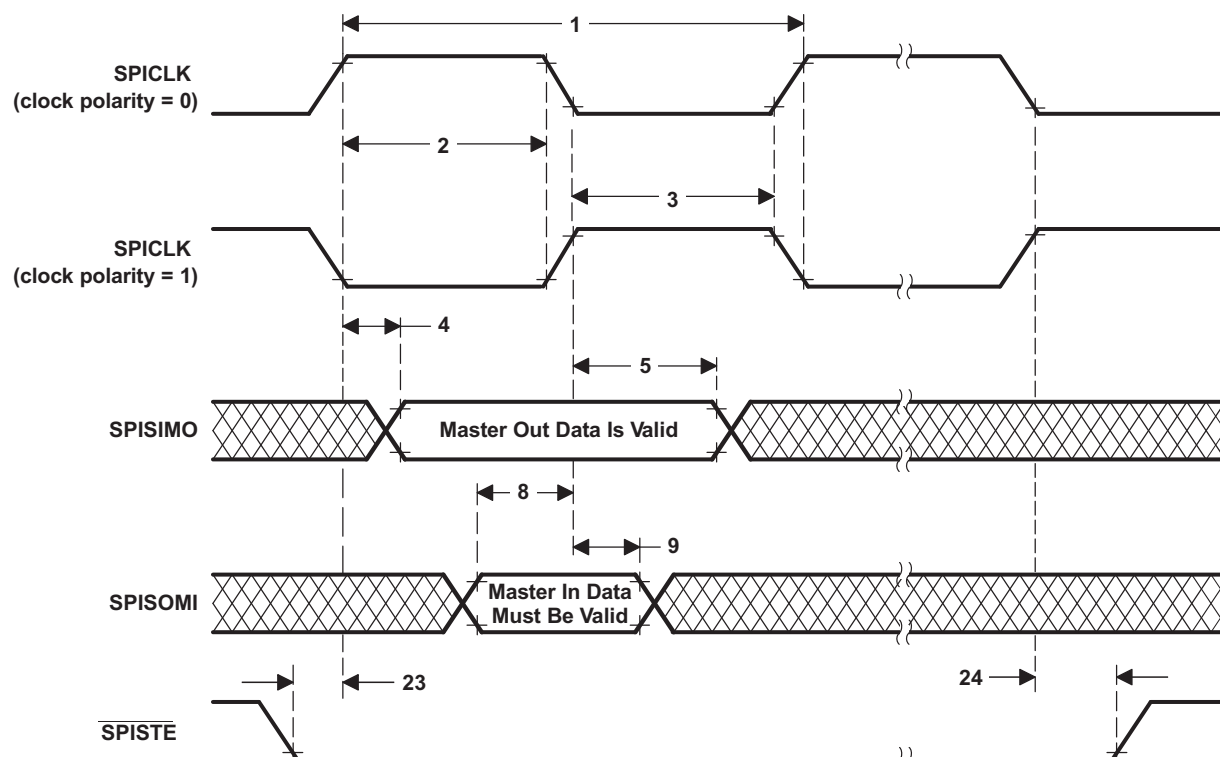 1
SPICLK
(clock polarity = 0)
2
3
SPICLK
(clock polarity = 1)
4
5
SPISIMO
Master Out Data Is Valid
8
9
SPISOMI
Master In Data
Must Be Valid
23
24
SPISTE